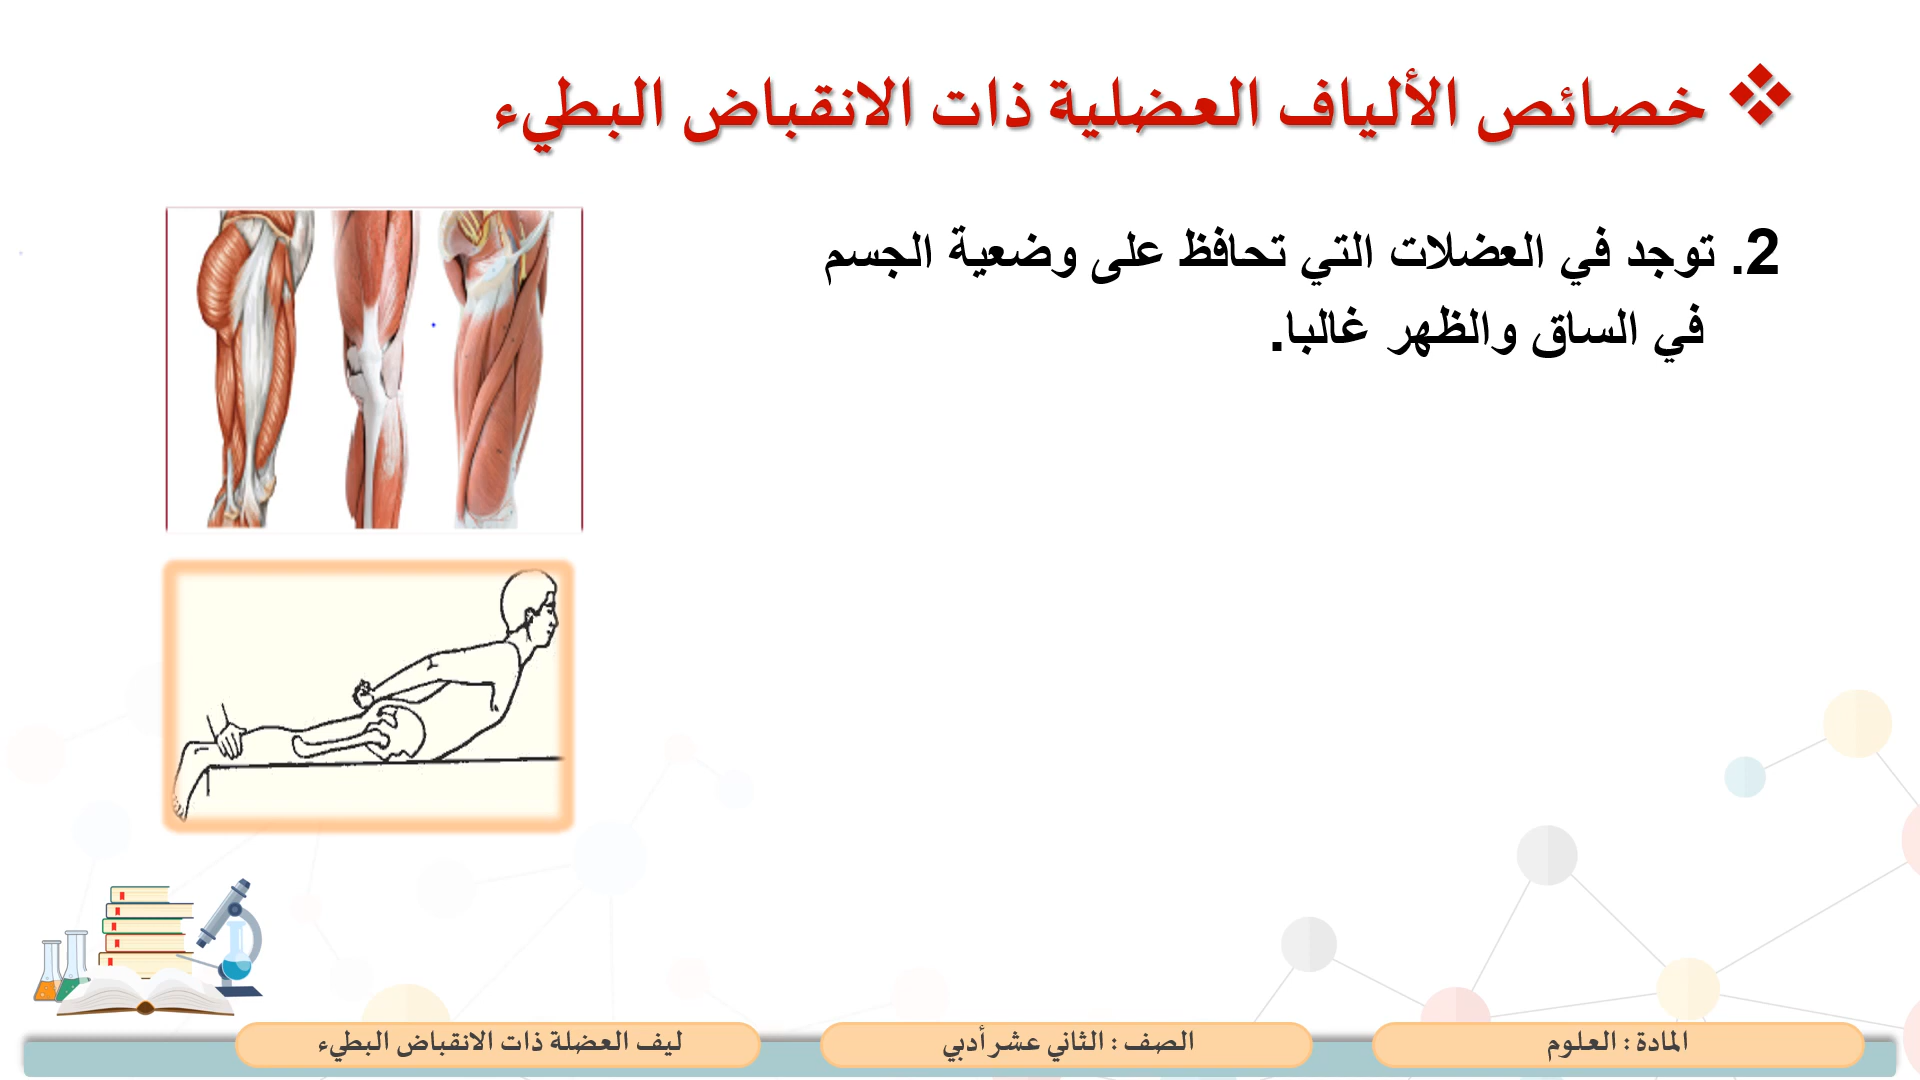 ❖ خصائص الألياف العضلية ذات الانقباض البطيء
2. توجد في العضلات التي تحافظ على وضعية الجسم
في الساق والظهر غالبا.
المادة : العلوم
الصف : الثاني عشر أدبي
ليف العضلة ذات الانقباض البطيء